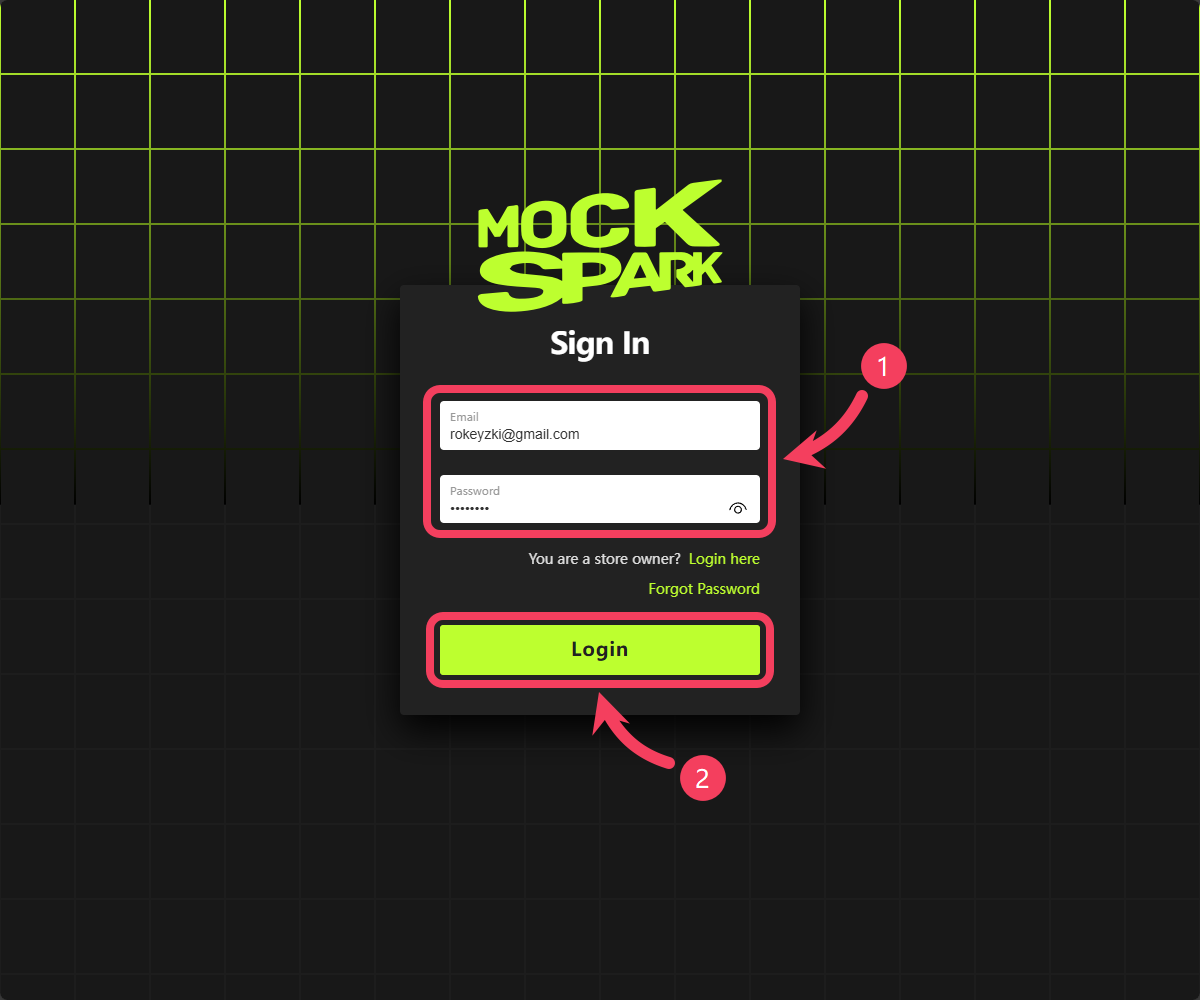 MOCK
SPARK
Sign In
1
Email
rokeyzki@gmail.com
Password
••••••••
You are a store owner? Login here
Forgot Password
Login
2